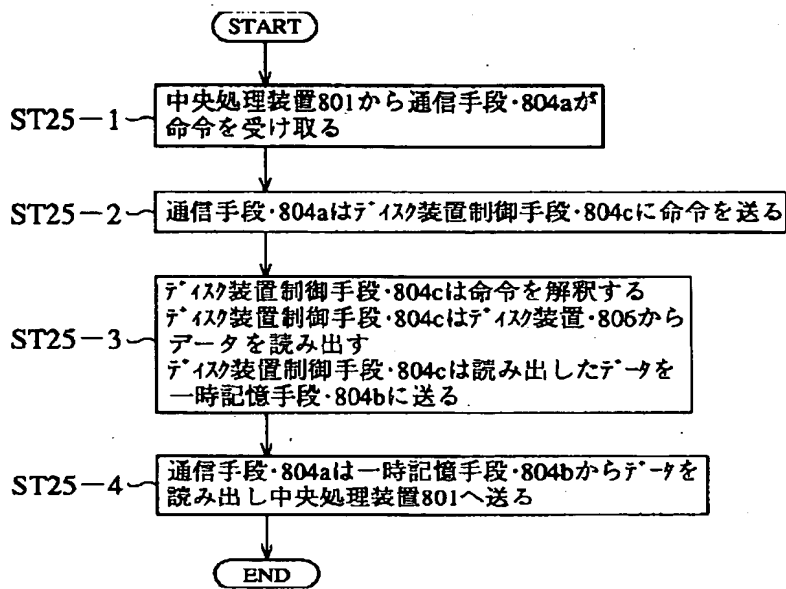 START
ST25-1
中央処理装置801から通信手段・804aが
命令を受け取る
ST25-2
通信手段・804aはディスク装置制御手段・804cに命令を送る
ST25-3
ディスク装置制御手段・804cは命令を解釈する
ディスク装置制御手段・804cはディスク装置・806から
データを読み出す
ディスク装置制御手段・804cは読み出したデータを
一時記憶手段・804bに送る
ST25-4
通信手段・804aは一時記憶手段・804bからデータを
読み出し中央処理装置801へ送る
END